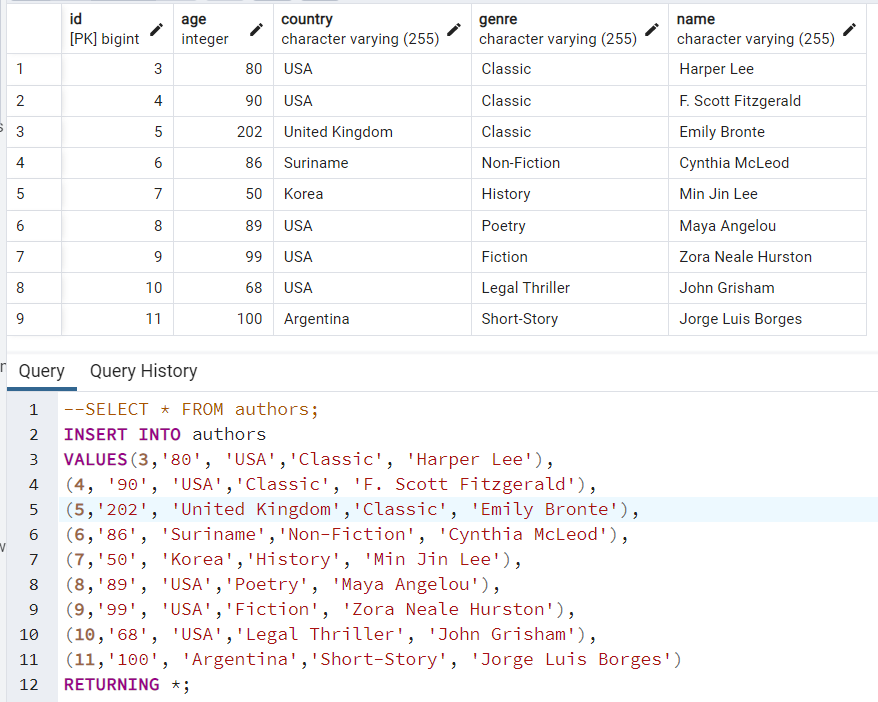 id age country genre name
[PK] bigint integer character varying (255) character varying (255) character varying (255)
1 3 80 USA Classic Harper Lee
2 4 90 USA Classic F. Scott Fitzgerald
3 5 202 United Kingdom Classic Emily Bronte
4 6 86 Suriname Non-Fiction Cynthia McLeod
5 7 50 Korea History Min Jin Lee
6 8 89 USA Poetry Maya Angelou
7 9 99 USA Fiction Zora Neale Hurston
8 10 68 USA Legal Thriller John Grisham
9 11 100 Argentina Short-Story Jorge Luis Borges
Query Query History
1 --SELECT * FROM authors;
2 INSERT INTO authors
3 VALUES(3,'80', 'USA','Classic', 'Harper Lee'),
4 (4, '90', 'USA','Classic', 'F. Scott Fitzgerald'),
5 (5,'202', 'United Kingdom','Classic', 'Emily Bronte'),
6 (6,'86', 'Suriname','Non-Fiction', 'Cynthia McLeod'),
7 (7,'50', 'Korea','History', 'Min Jin Lee'),
8 (8,'89', 'USA','Poetry', 'Maya Angelou'),
9 (9,'99', 'USA','Fiction', 'Zora Neale Hurston'),
10 (10,'68', 'USA','Legal Thriller', 'John Grisham'),
11 (11,'100', 'Argentina','Short-Story', 'Jorge Luis Borges')
12 RETURNING *;